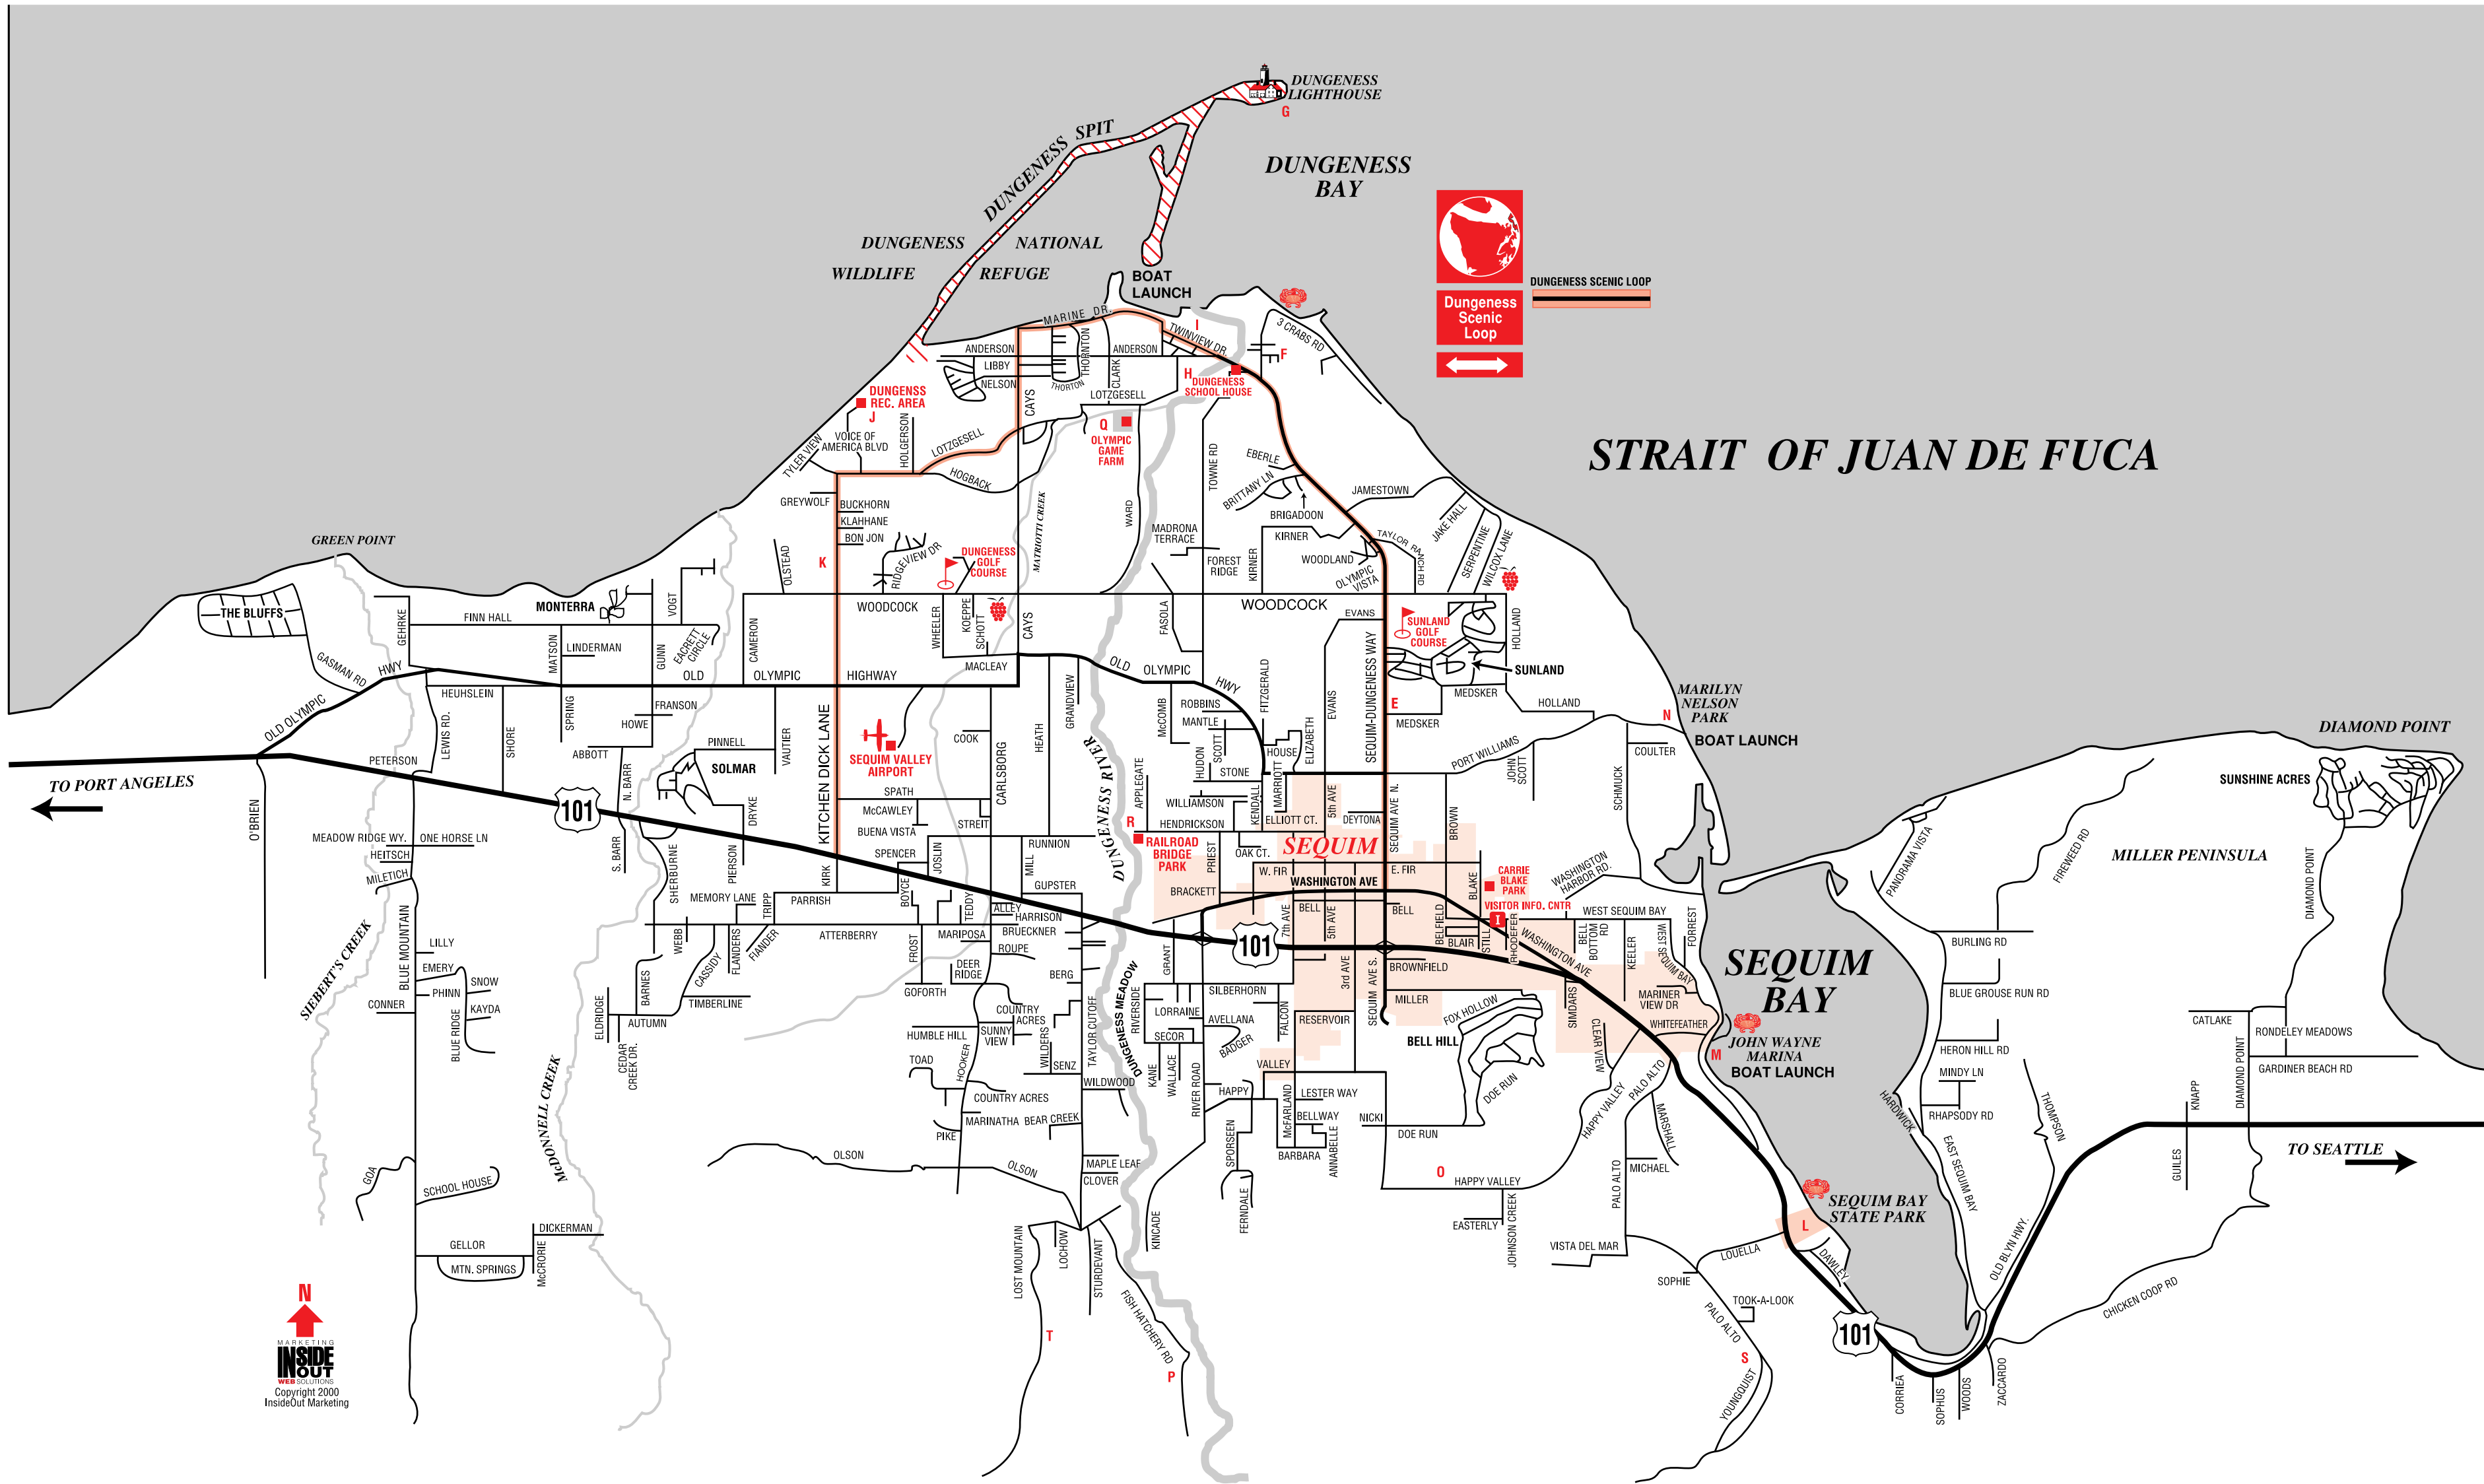 DUNGENESS
LIGHTHOUSE
G
DUNGENESS SPIT
DUNGENESS
BAY
DUNGENESS NATIONAL
WILDLIFE REFUGE
BOAT
LAUNCH
Dungeness
Scenic
Loop
DUNGENESS SCENIC LOOP
STRAIT OF JUAN DE FUCA
MARINE DR.
I
TWINVIEW DR.
3 CRABS RD
F
ANDERSON
ANDERSON
LIBBY
NELSON
THORNTON
THORTON
CLARK
LOTZGESELL
CAYS
H
DUNGENESS
SCHOOL HOUSE
DUNGENSS
REC. AREA
J
VOICE OF
AMERICA BLVD
HOLGERSON
TYLER VIEW
LOTZGESELL
HOGBACK
Q
OLYMPIC
GAME
FARM
TOWNE RD
EBERLE
BRITTANY LN
BRIGADOON
JAMESTOWN
GREYWOLF
BUCKHORN
KLAHHANE
BON JON
K
OLSTEAD
RIDGEVIEW DR
DUNGENESS
GOLF
COURSE
MATRIOTTI CREEK
WARD
MADRONA
TERRACE
FOREST
RIDGE
KIRNER
KIRNER
WOODLAND
OLYMPIC
VISTA
TAYLOR RANCH RD
JAKE HALL
SERPENTINE
WILCOX LANE
GREEN POINT
THE BLUFFS
GEHRKE
FINN HALL
MONTERRA
VOGT
MATSON
LINDERMAN
GUNN
EACRETT
CIRCLE
CAMERON
WOODCOCK
WHEELER
KOEPPE
SCHOTT
CAYS
MACLEAY
FASOLA
WOODCOCK
EVANS
SUNLAND
GOLF
COURSE
HOLLAND
SUNLAND
GASMAN RD
OLD OLYMPIC HWY
OLD OLYMPIC HIGHWAY
OLD OLYMPIC HWY
HEUHSLEIN
LEWIS RD.
SHORE
SPRING
HOWE
FRANSON
ABBOTT
N. BARR
S. BARR
PINNELL
SOLMAR
VAUTIER
DRYKE
PIERSON
KITCHEN DICK LANE
SEQUIM VALLEY
AIRPORT
COOK
CARLSBORG
HEATH
GRANDVIEW
DUNGENESS RIVER
McCOMB
ROBBINS
MANTLE
FITZGERALD
EVANS
SEQUIM-DUNGENESS WAY
E
MEDSKER
MEDSKER
HOLLAND
MARILYN
NELSON
PARK
N
BOAT LAUNCH
COULTER
PORT WILLIAMS
JOHN
SCOTT
SCHMUCK
HUDON
SCOTT
STONE
HOUSE
MARRIOTT
ELIZABETH
APPLEGATE
WILLIAMSON
KENDALL
ELLIOTT CT.
5th AVE
DEYTONA
SEQUIM AVE N.
BROWN
TO PORT ANGELES
PETERSON
O'BRIEN
101
SPATH
McCAWLEY
BUENA VISTA
STREIT
SPENCER
JOSLIN
RUNNION
MILL
GUPSTER
R
RAILROAD
BRIDGE
PARK
HENDRICKSON
OAK CT.
PRIEST
SEQUIM
W. FIR
E. FIR
WASHINGTON AVE
BRACKETT
BELL
BELL
7th AVE
5th AVE
3rd AVE
BLAKE
CARRIE
BLAKE
PARK
VISITOR INFO. CNTR
I
WASHINGTON
HARBOR RD.
WEST SEQUIM BAY
BELFIELD
BLAIR
STILL
RHODEFER
WASHINGTON AVE
BELL
BOTTOM
RD
KEELER
WEST SEQUIM BAY
FORREST
MEADOW RIDGE WY.
ONE HORSE LN
HEITSCH
MILETICH
SHERBURNE
MEMORY LANE
TRIPP
KIRK
PARRISH
BOYCE
TEDDY
ALLEY
HARRISON
BRUECKNER
ATTERBERRY
MARIPOSA
ROUPE
BERG
WEBB
FLANDERS
FIANDER
CASSIDY
FROST
DEER
RIDGE
GOFORTH
TIMBERLINE
BARNES
ELDRIDGE
AUTUMN
CEDAR
CREEK DR.
SIEBERT'S CREEK
BLUE MOUNTAIN
LILLY
EMERY
PHINN
SNOW
KAYDA
CONNER
BLUE RIDGE
McDONNELL CREEK
HUMBLE HILL
SUNNY
VIEW
COUNTRY
ACRES
WILDERS
SENZ
TOAD
HOOKER
COUNTRY ACRES
MARINATHA
BEAR CREEK
PIKE
TAYLOR CUTOFF
WILDWOOD
DUNGENESS MEADOW
RIVERSIDE
GRANT
101
SILBERHORN
LORRAINE
AVELLANA
SECOR
BADGER
FALCON
KANE
WALLACE
RIVER ROAD
BROWNFIELD
MILLER
RESERVOIR
SEQUIM AVE S.
FOX HOLLOW
BELL HILL
VALLEY
HAPPY
LESTER WAY
BELLWAY
McFARLAND
BARBARA
ANNABELLE
SPORSEEN
FERNDALE
NICKI
DOE RUN
DOE RUN
SIMDARS
CLEAR VIEW
MARINER
VIEW DR
WHITEFEATHER
M
SEQUIM
BAY
JOHN WAYNE
MARINA
BOAT LAUNCH
HAPPY VALLEY
PALO ALTO
MARSHALL
MICHAEL
PALO ALTO
O
HAPPY VALLEY
EASTERLY
JOHNSON CREEK
VISTA DEL MAR
SOPHIE
LOUELLA
L
SEQUIM BAY
STATE PARK
DAWLEY
TOOK-A-LOOK
PALO ALTO
S
YOUNGQUIST
101
CORRIEA
SOPHUS
WOODS
ZACCARDO
OLSON
OLSON
MAPLE LEAF
CLOVER
KINCADE
LOST MOUNTAIN
LOCHOW
STURDEVANT
FISH HATCHERY RD
T
P
GOA
SCHOOL HOUSE
GELLOR
MTN. SPRINGS
McCRORIE
DICKERMAN
DIAMOND POINT
SUNSHINE ACRES
MILLER PENINSULA
PANORAMA VISTA
FIREWEED RD
DIAMOND POINT
BURLING RD
BLUE GROUSE RUN RD
HERON HILL RD
MINDY LN
RHAPSODY RD
HARDWICK
EAST SEQUIM BAY
THOMPSON
OLD BLYN HWY.
CATLAKE
RONDELEY MEADOWS
GARDINER BEACH RD
KNAPP
DIAMOND POINT
GUILES
TO SEATTLE
CHICKEN COOP RD
N
MARKETING
INSIDE
OUT
WEB SOLUTIONS
Copyright 2000
InsideOut Marketing